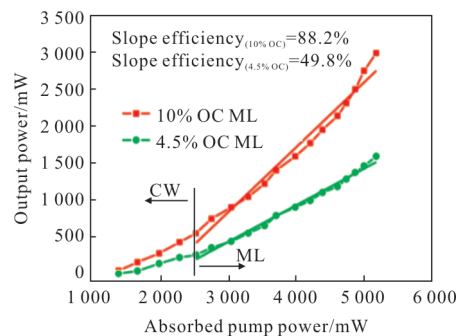 3 500
3 000
2 500
2 000
1 500
1 000
500
0
Output power/mW
Slope efficiency(10% OC)=88.2%
Slope efficiency(4.5% OC)=49.8%
10% OC ML
4.5% OC ML
CW
ML
1 000
2 000
3 000
4 000
5 000
6 000
Absorbed pump power/mW